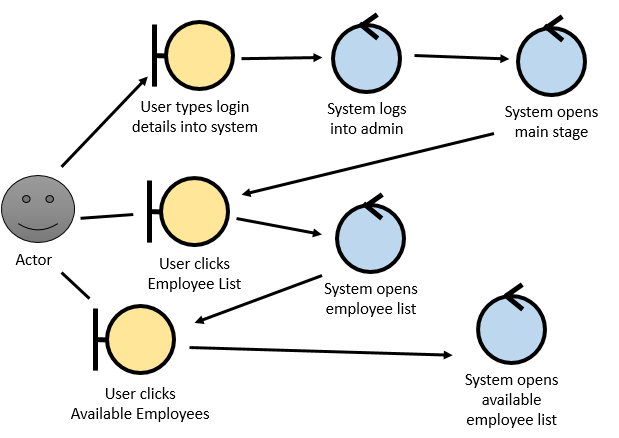 User types login
details into system
System logs
into admin
System opens
main stage
Actor
User clicks
Employee List
System opens
employee list
User clicks
Available Employees
System opens
available
employee list